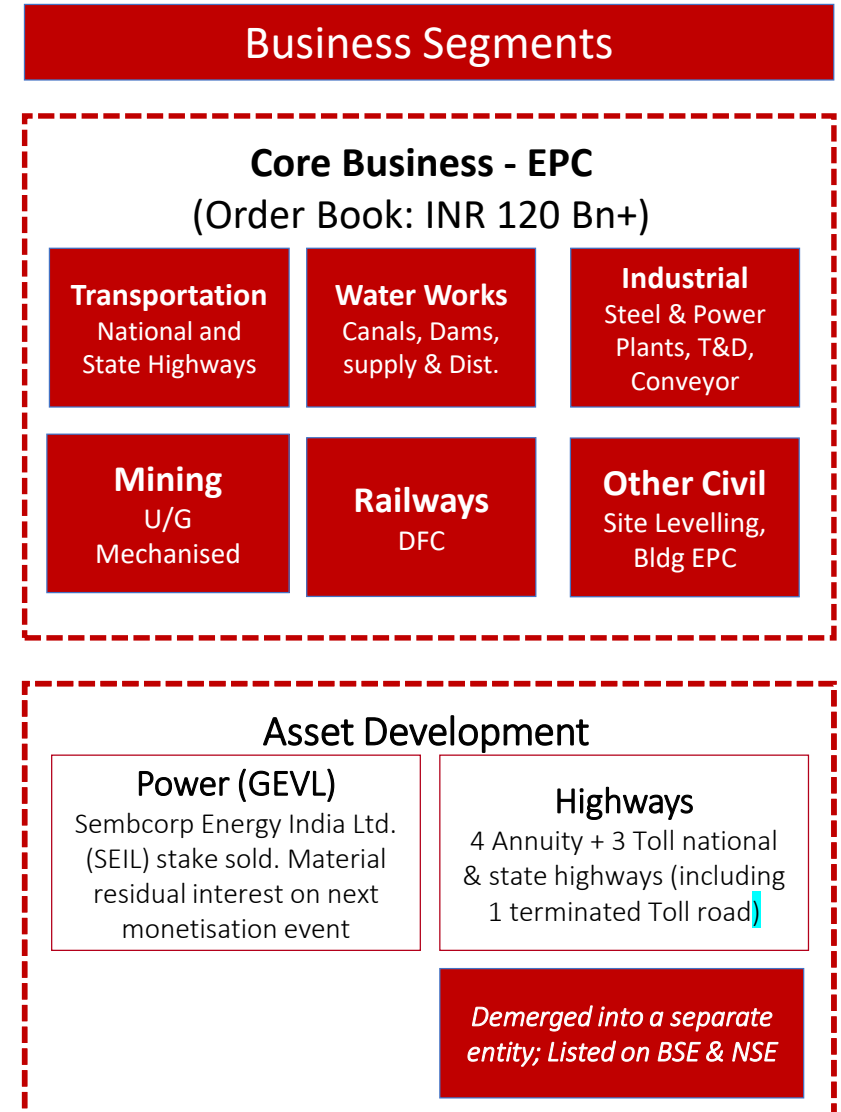 Business Segments
Core Business - EPC
(Order Book: INR 120 Bn+)
Transportation
National and
State Highways
Water Works
Canals, Dams,
supply & Dist.
Industrial
Steel & Power
Plants, T&D,
Conveyor
Mining
U/G
Mechanised
Railways
DFC
Other Civil
Site Levelling,
Bldg EPC
Asset Development
Power (GEVL)
Sembcorp Energy India Ltd.
(SEIL) stake sold. Material
residual interest on next
monetisation event
Highways
4 Annuity + 3 Toll national
& state highways (including
1 terminated Toll road)
Demerged into a separate
entity; Listed on BSE & NSE